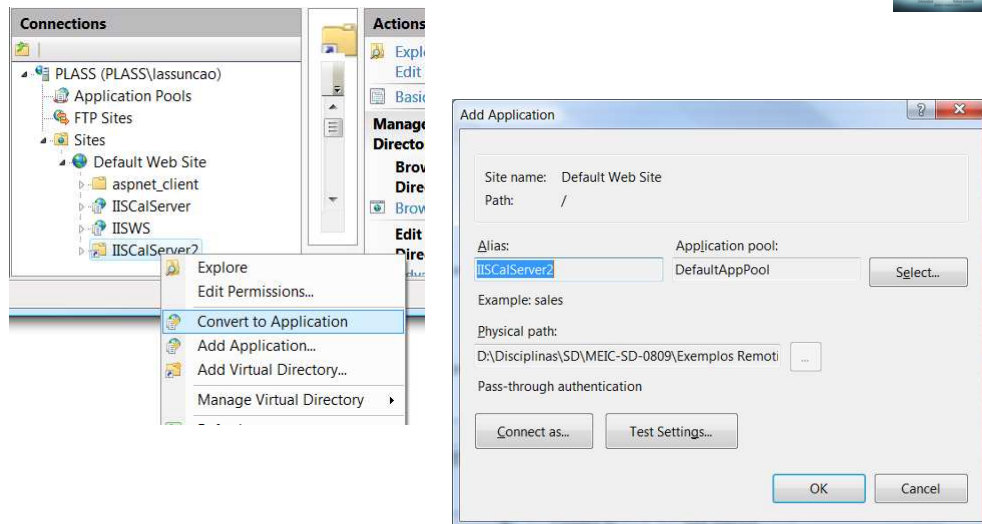 Connections
PLASS (PLASS\lassuncao)
Application Pools
FTP Sites
Sites
Default Web Site
aspnet_client
IISCalServer
IISWS
IISCalServer2
Actions
Edit
Explore
Edit Permissions...
Convert to Application
Add Application...
Add Virtual Directory...
Manage Virtual Directory
Add Application
Site name: Default Web Site
Path: /
Alias:
Application pool:
IISCalServer2
DefaultAppPool
Select...
Example: sales
Physical path:
D:\Disciplinas\SD\MEIC-SD-0809\Exemplos Remoti
...
Pass-through authentication
Connect as...
Test Settings...
OK
Cancel